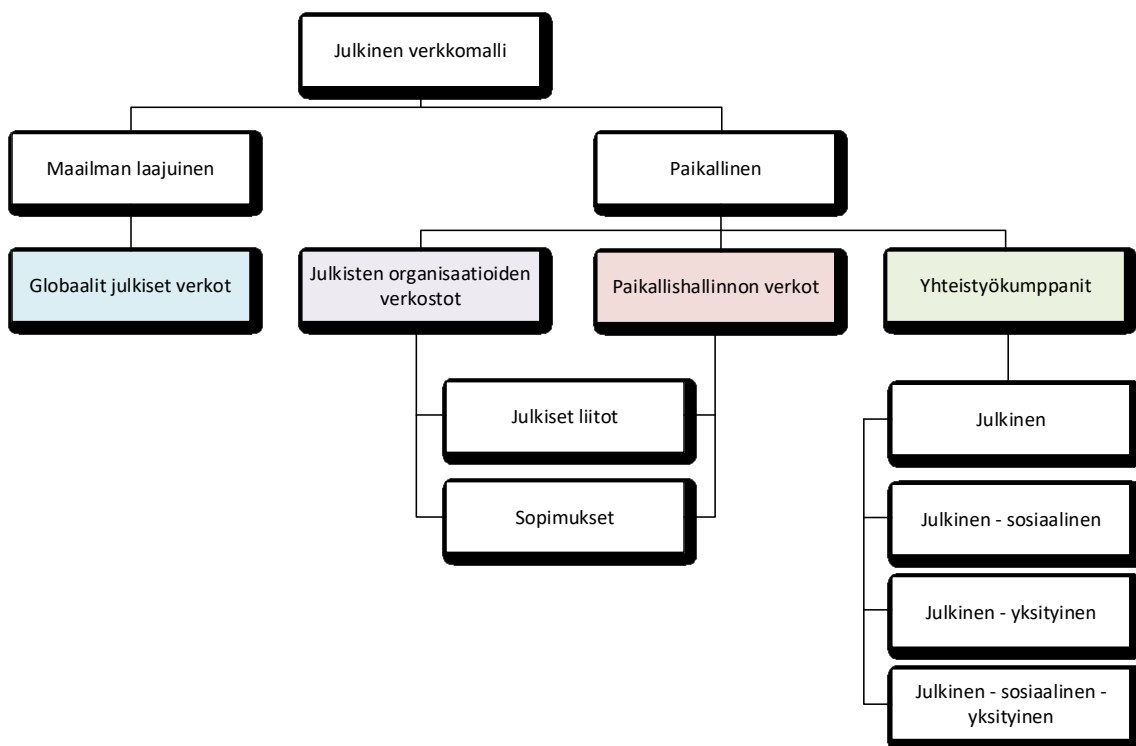 Julkinen verkkomalli
Maailman laajuinen
Paikallinen
Globaalit julkiset verkot
Julkisten organisaatioiden
verkostot
Paikallishallinnon verkot
Yhteistyökumppanit
Julkiset liitot
Sopimukset
Julkinen
Julkinen - sosiaalinen
Julkinen - yksityinen
Julkinen - sosiaalinen -
yksityinen